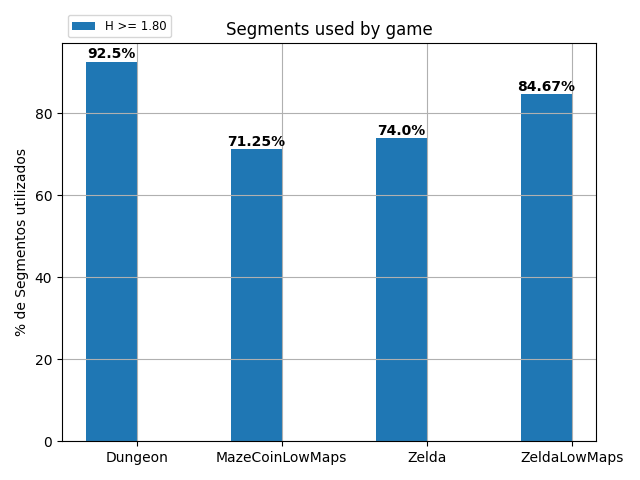 H >= 1.80
Segments used by game
92.5%
71.25%
74.0%
84.67%
% de Segmentos utilizados
80
60
40
20
0
Dungeon
MazeCoinLowMaps
Zelda
ZeldaLowMaps